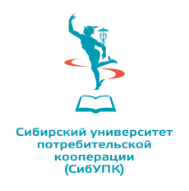 Сибирский университет
потребительской
кооперации
(СибУПК)